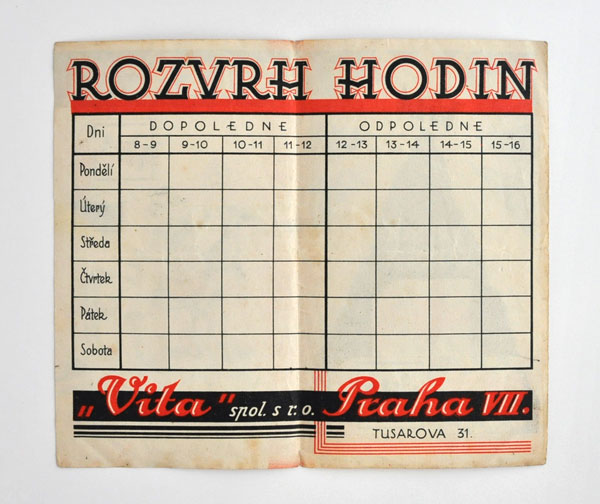 ROZVRH HODIN
Dni DOPOLEDNE ODPOLEDNE
8-9 9-10 10-11 11-12 12-13 13-14 14-15 15-16
Pondělí
Úterý
Středa
Čtvrtek
Pátek
Sobota
„Vita" spol. s r. o. Praha VII.
TUSAROVA 31.